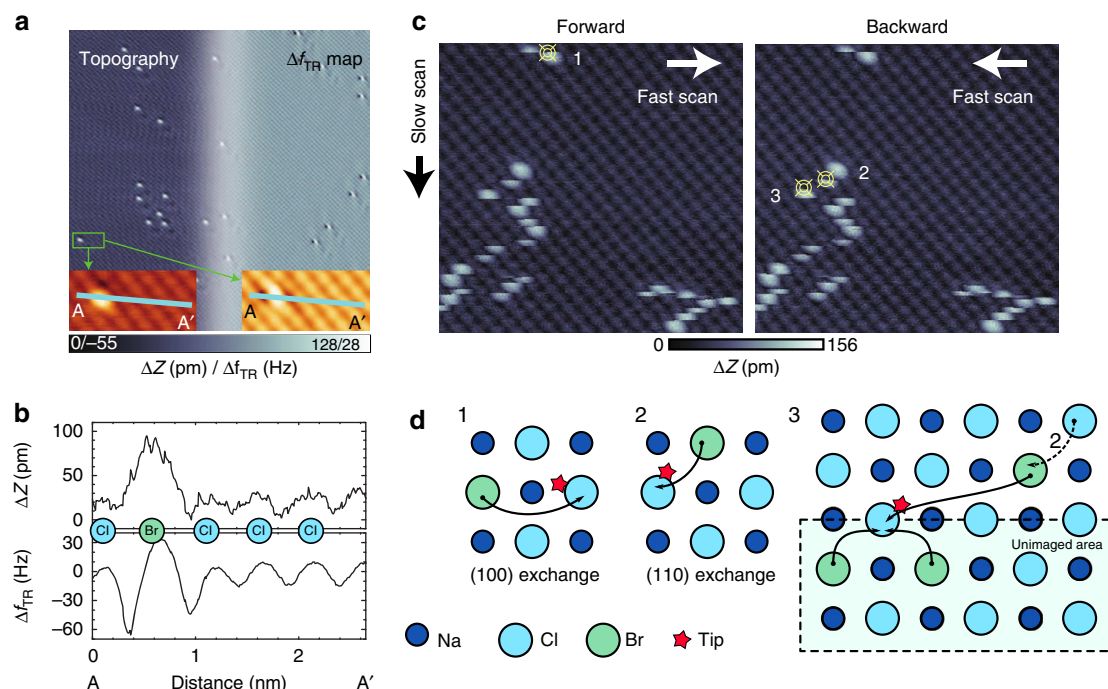 a
Topography
Δf_TR map
A
A′
A
A′
0/–55
128/28
ΔZ (pm) / Δf_TR (Hz)
b
100
50
0
ΔZ (pm)
Cl
Br
Cl
Cl
Cl
30
0
–30
–60
Δf_TR (Hz)
0
1
2
A
Distance (nm)
A′
c
Forward
Backward
Slow scan
1
Fast scan
Fast scan
2
3
0
156
ΔZ (pm)
d
1
2
3
2
(100) exchange
(110) exchange
Unimaged area
Na
Cl
Br
Tip